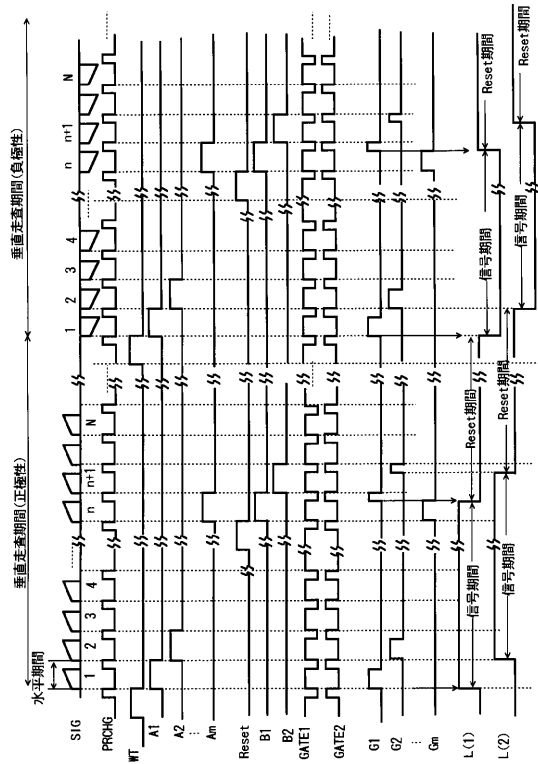 垂直走査期間(正極性)
垂直走査期間(負極性)
水平期間
SIG
1 2 3 4 n n+1 N
1 2 3 4 n n+1 N
PRCHG
WT
A1
A2
Am
Reset
B1
B2
GATE1
GATE2
G1
G2
Gm
L(1)
信号期間 Reset期間 信号期間 Reset期間
L(2)
信号期間 Reset期間 信号期間 Reset期間